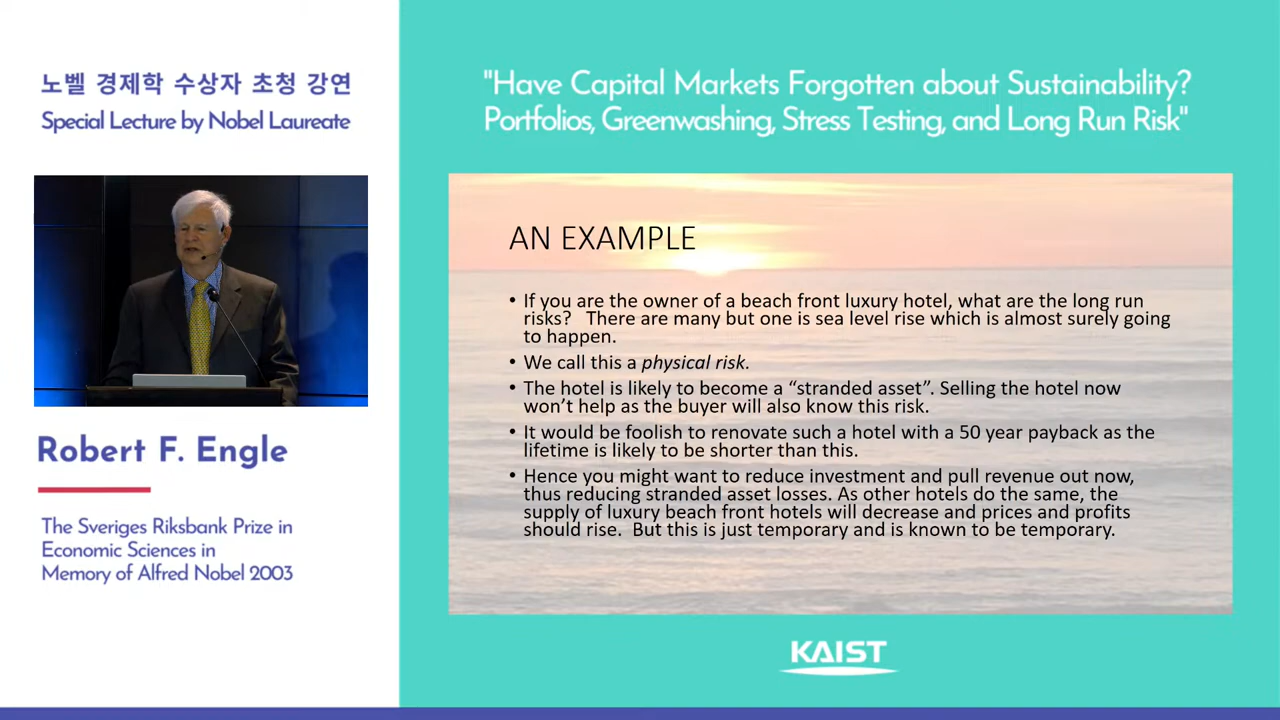 노벨 경제학 수상자 초청 강연
Special Lecture by Nobel Laureate
Robert F. Engle
The Sveriges Riksbank Prize in
Economic Sciences in
Memory of Alfred Nobel 2003
"Have Capital Markets Forgotten about Sustainability?
Portfolios, Greenwashing, Stress Testing, and Long Run Risk"
AN EXAMPLE
• If you are the owner of a beach front luxury hotel, what are the long run
risks?   There are many but one is sea level rise which is almost surely going
to happen.
• We call this a physical risk.
• The hotel is likely to become a “stranded asset”. Selling the hotel now
won’t help as the buyer will also know this risk.
• It would be foolish to renovate such a hotel with a 50 year payback as the
lifetime is likely to be shorter than this.
• Hence you might want to reduce investment and pull revenue out now,
thus reducing stranded asset losses. As other hotels do the same, the
supply of luxury beach front hotels will decrease and prices and profits
should rise.  But this is just temporary and is known to be temporary.
KAIST